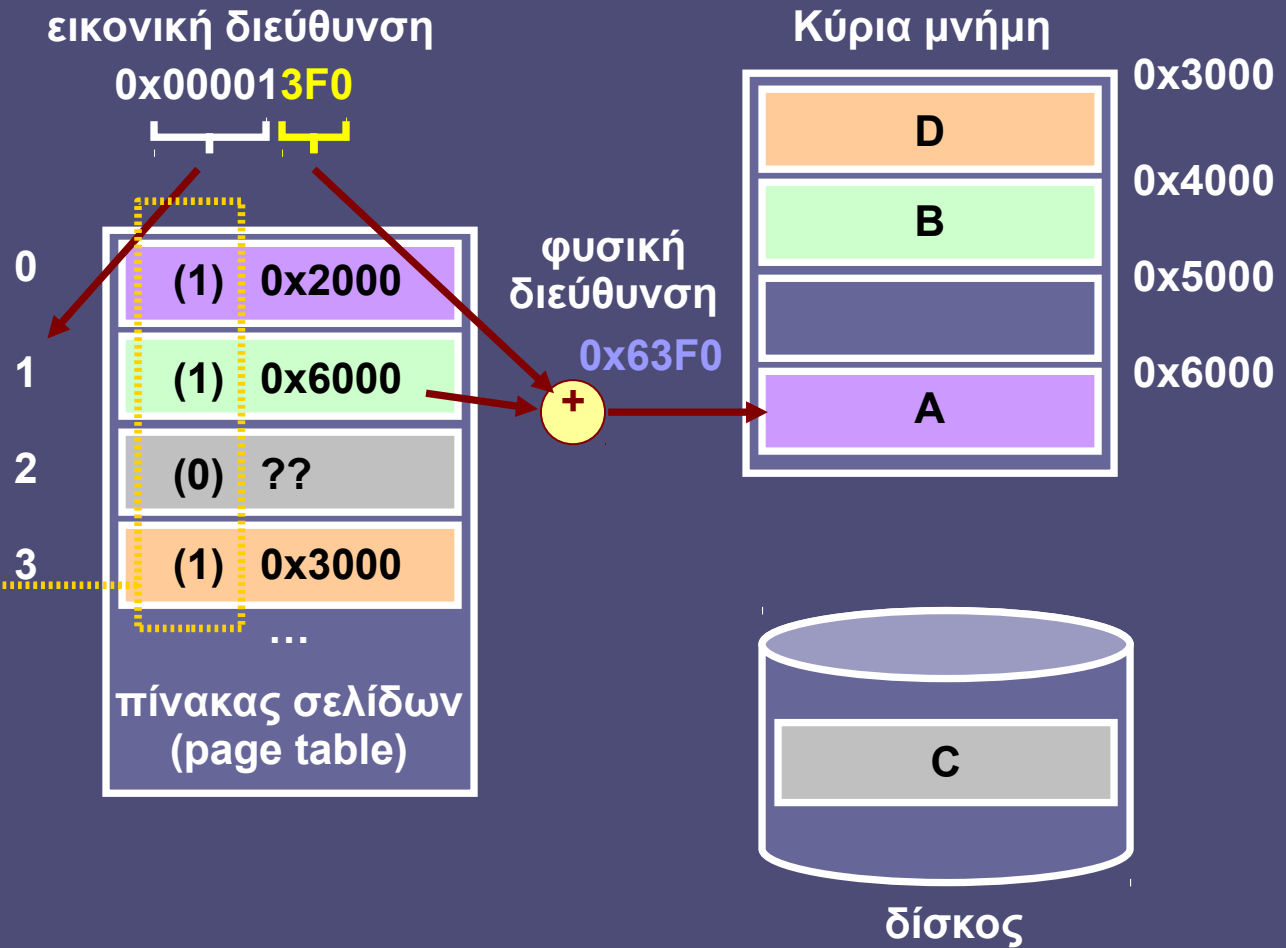 εικονική διεύθυνση
0x000013F0
0 (1) 0x2000
1 (1) 0x6000
2 (0) ??
3 (1) 0x3000
…
πίνακας σελίδων
(page table)
φυσική
διεύθυνση
0x63F0
+
Κύρια μνήμη
0x3000
D
0x4000
B
0x5000
0x6000
A
C
δίσκος